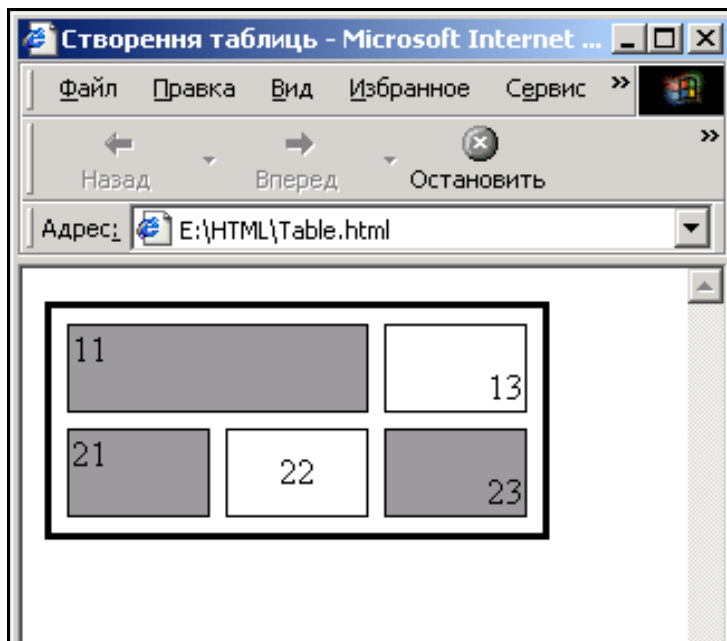 Створення таблиць - Microsoft Internet ...
Файл Правка Вид Избранное Сервис »
»
Назад Вперед Остановить
Адрес: E:\HTML\Table.html
11
13
21
22
23